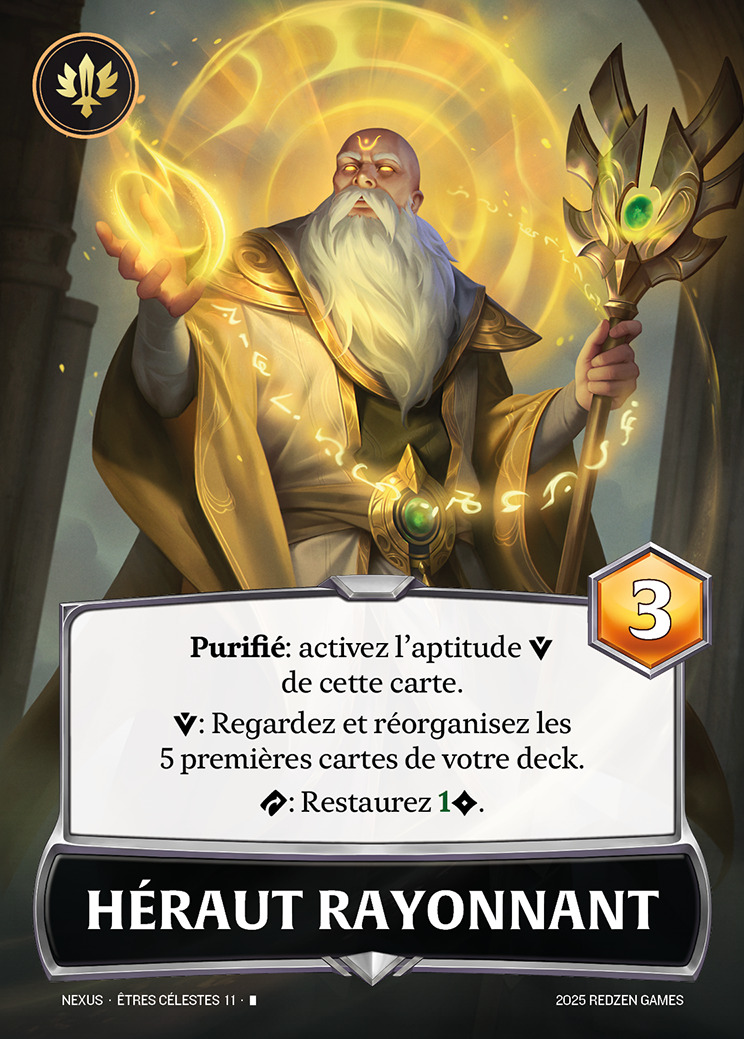 3
Purifié: activez l'aptitude
de cette carte.
: Regardez et réorganisez les
5 premières cartes de votre deck.
: Restaurez 1.
HÉRAUT RAYONNANT
NEXUS · ÊTRES CÉLESTES 11 ·
2025 REDZEN GAMES